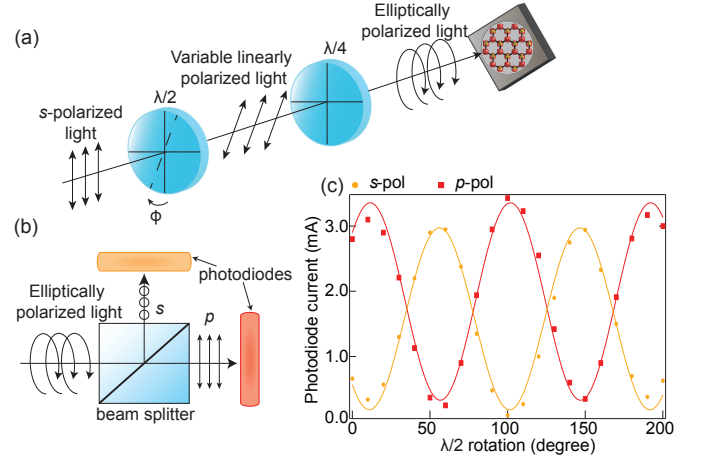 (a)
s-polarized
light
λ/2
Φ
Variable linearly
polarized light
λ/4
Elliptically
polarized light
(b)
Elliptically
polarized light
s
p
photodiodes
beam splitter
(c)
s-pol
p-pol
Photodiode current (mA)
3.0
2.0
1.0
0.0
0
50
100
150
200
λ/2 rotation (degree)